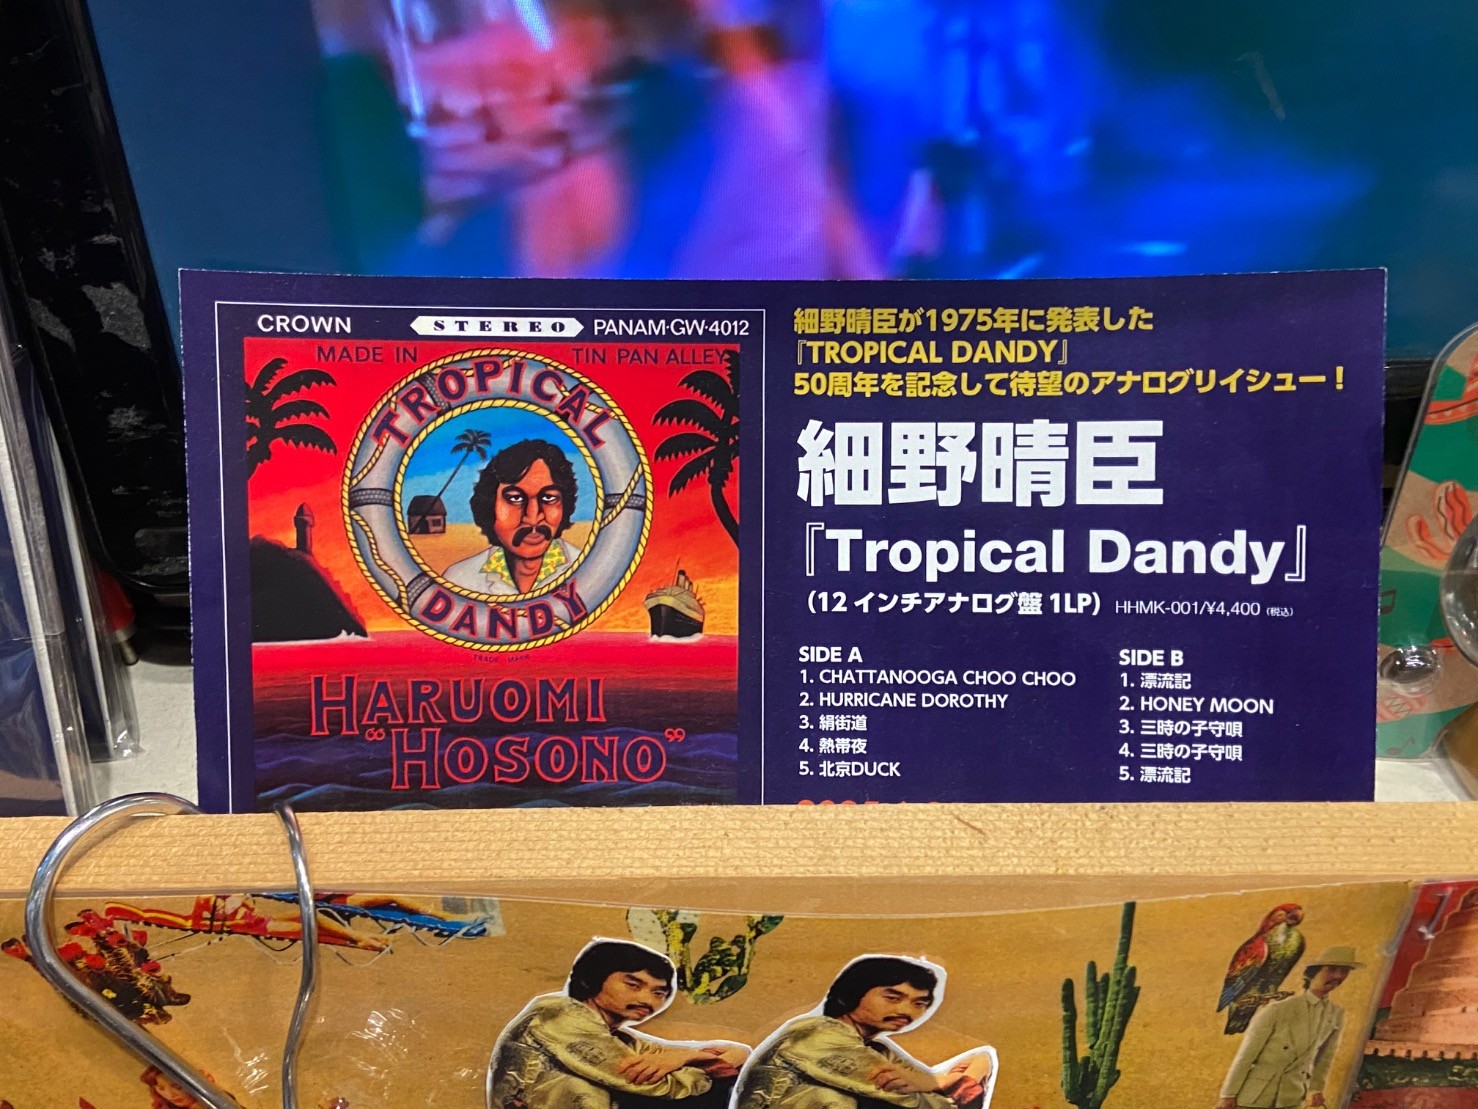 CROWN
STEREO
PANAM·GW·4012
MADE IN
TIN PAN ALLEY
TROPICAL
DANDY
TRADE MARK
HARUOMI
"HOSONO"
細野晴臣が1975年に発表した
『TROPICAL DANDY』
50周年を記念して待望のアナログリイシュー!
細野晴臣
『Tropical Dandy』
(12インチアナログ盤 1LP) HHMK-001/¥4,400(税込)
SIDE A
1. CHATTANOOGA CHOO CHOO
2. HURRICANE DOROTHY
3. 絹街道
4. 熱帯夜
5. 北京DUCK
SIDE B
1. 漂流記
2. HONEY MOON
3. 三時の子守唄
4. 三時の子守唄
5. 漂流記